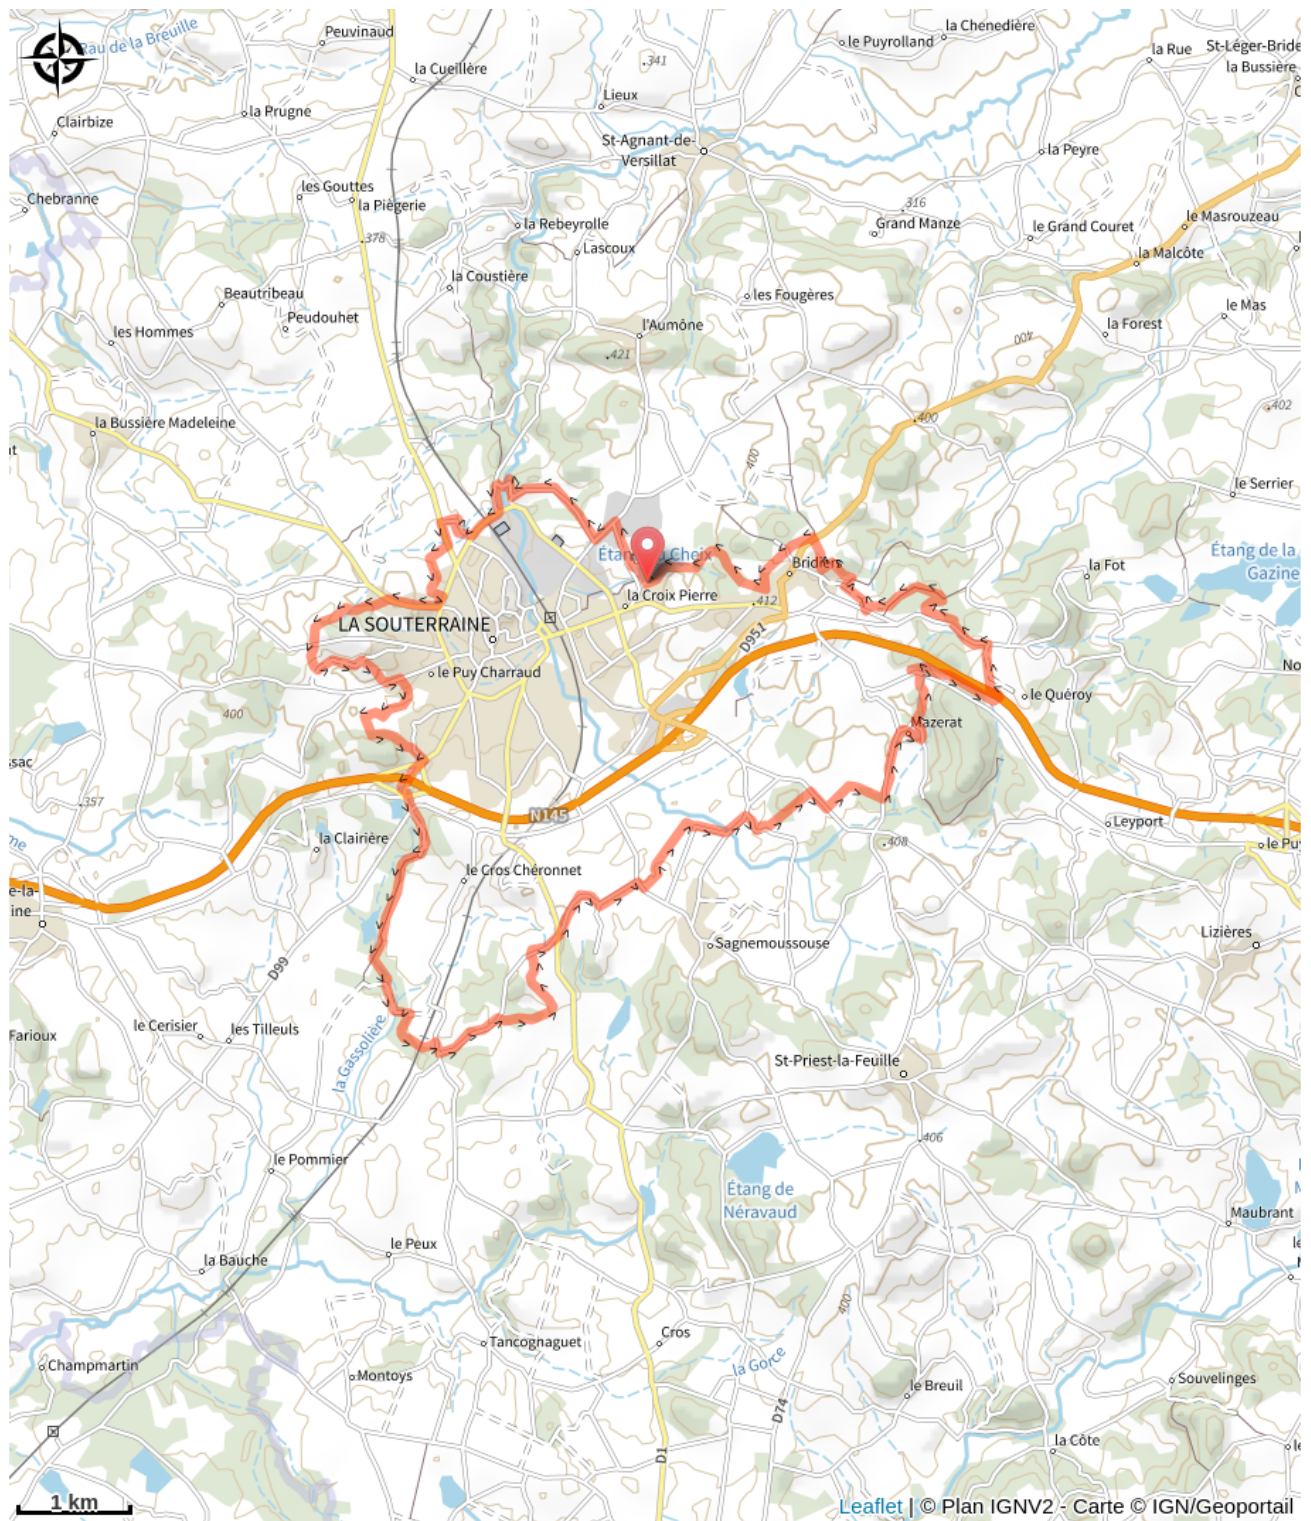 Rau de la Breuille
Peuvinaud
la Chenedière
le Puyrolland
la Rue
St-Léger-Bride
la Bussière
la Cueillère
341
Lieux
la Prugne
Clairbize
St-Agnant-de-
Versillat
la Peyre
les Gouttes
la Piègerie
Chebranne
316
Grand Manze
le Grand Couret
le Masrouzeau
la Rebeyrolle
378
Lascoux
la Malcôte
la Coustière
Beautribeau
les Fougères
le Mas
Peudouhet
les Hommes
l'Aumône
la Forest
400
421
402
la Bussière Madeleine
400
400
le Serrier
Étang de la
Gazine
Bridiers
la Fot
la Croix Pierre
412
LA SOUTERRAINE
D951
No
le Puy Charraud
le Quéroy
400
Mazerat
ssac
357
N145
Leyport
la Clairière
408
le Puy
le Cros Chéronnet
e-la-
ine
Lizières
Sagnemoussouse
D99
Farioux
le Cerisier
les Tilleuls
la Gassolière
St-Priest-la-Feuille
406
le Pommier
Étang de
Néravaud
Maubrant
le Peux
la Bauche
400
Cros
Tancognaguet
Champmartin
la Gorce
Montoys
Souvelinges
le Breuil
D74
la Côte
D1
1 km
Leaflet | © Plan IGNV2 - Carte © IGN/Geoportail